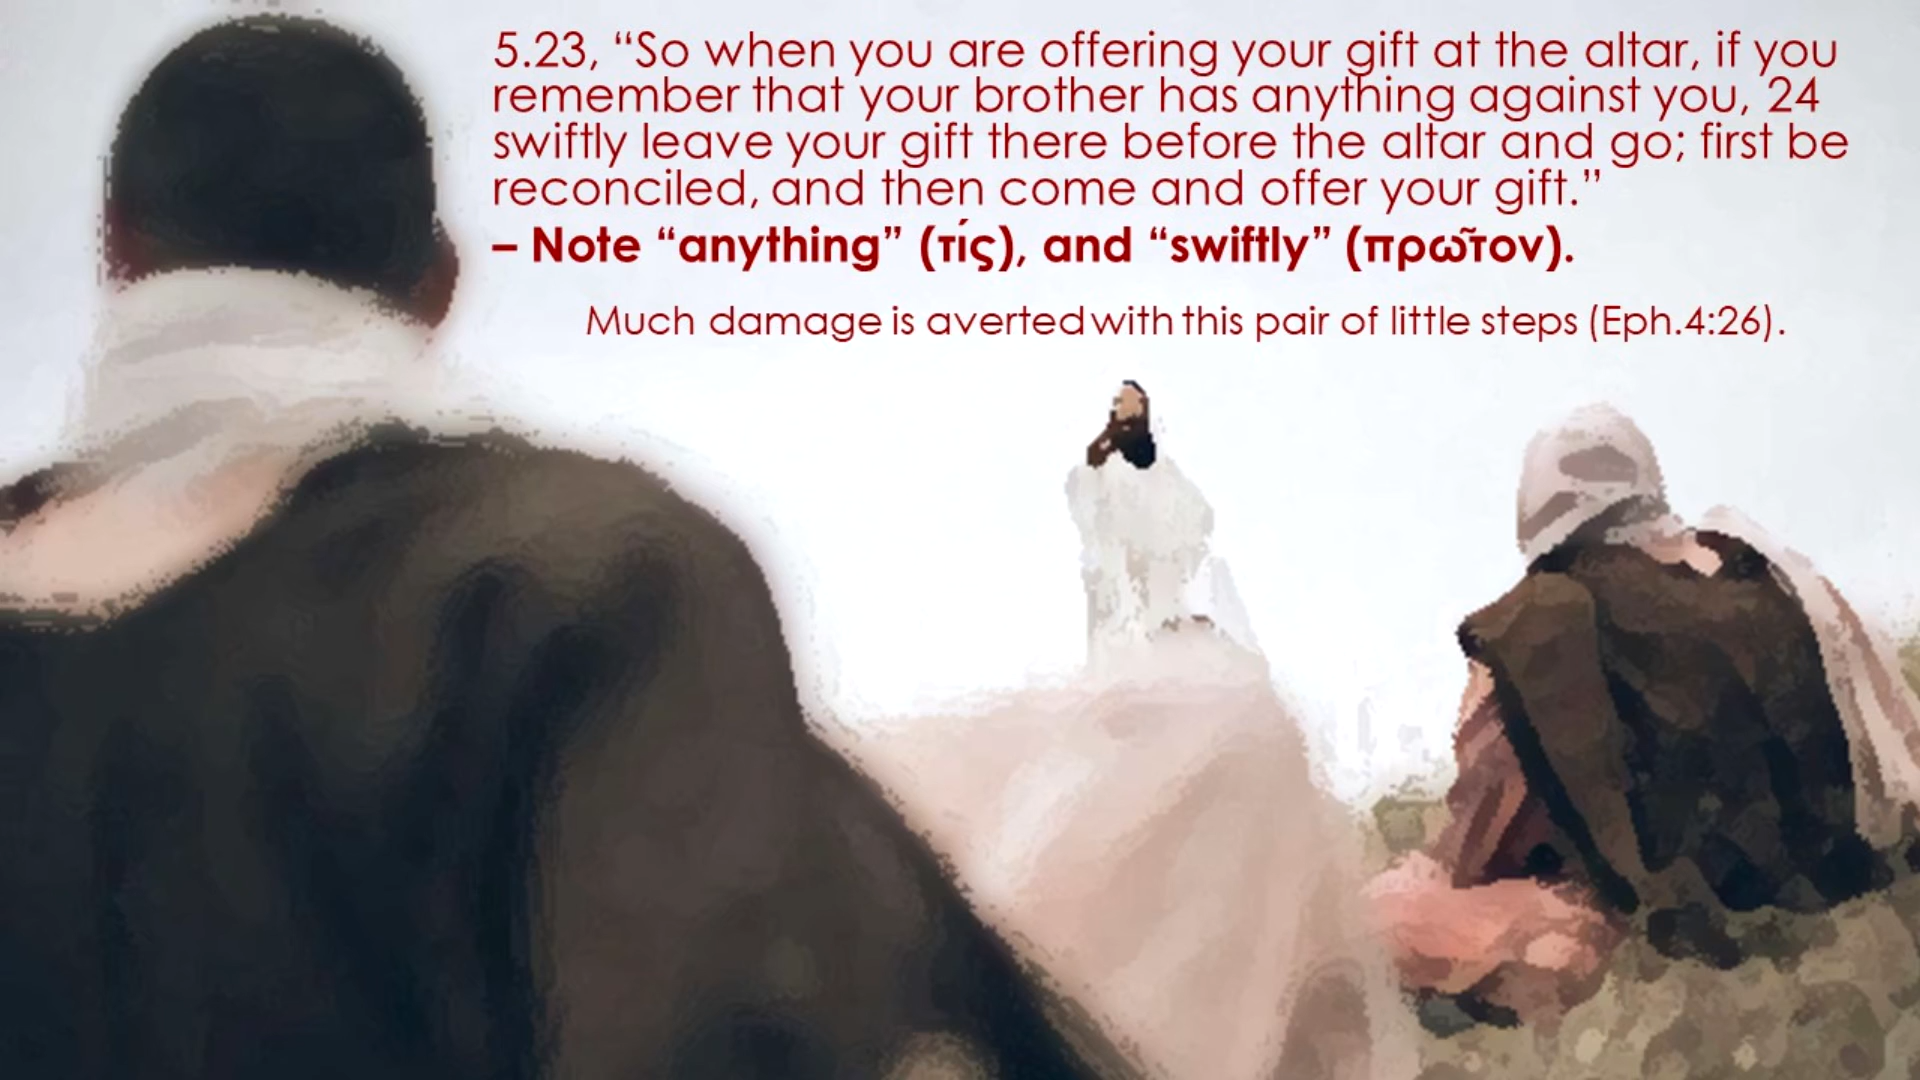 5.23, “So when you are offering your gift at the altar, if you
remember that your brother has anything against you, 24
swiftly leave your gift there before the altar and go; first be
reconciled, and then come and offer your gift.”
– Note “anything” (τίς), and “swiftly” (πρῶτον).
Much damage is averted with this pair of little steps (Eph.4:26).